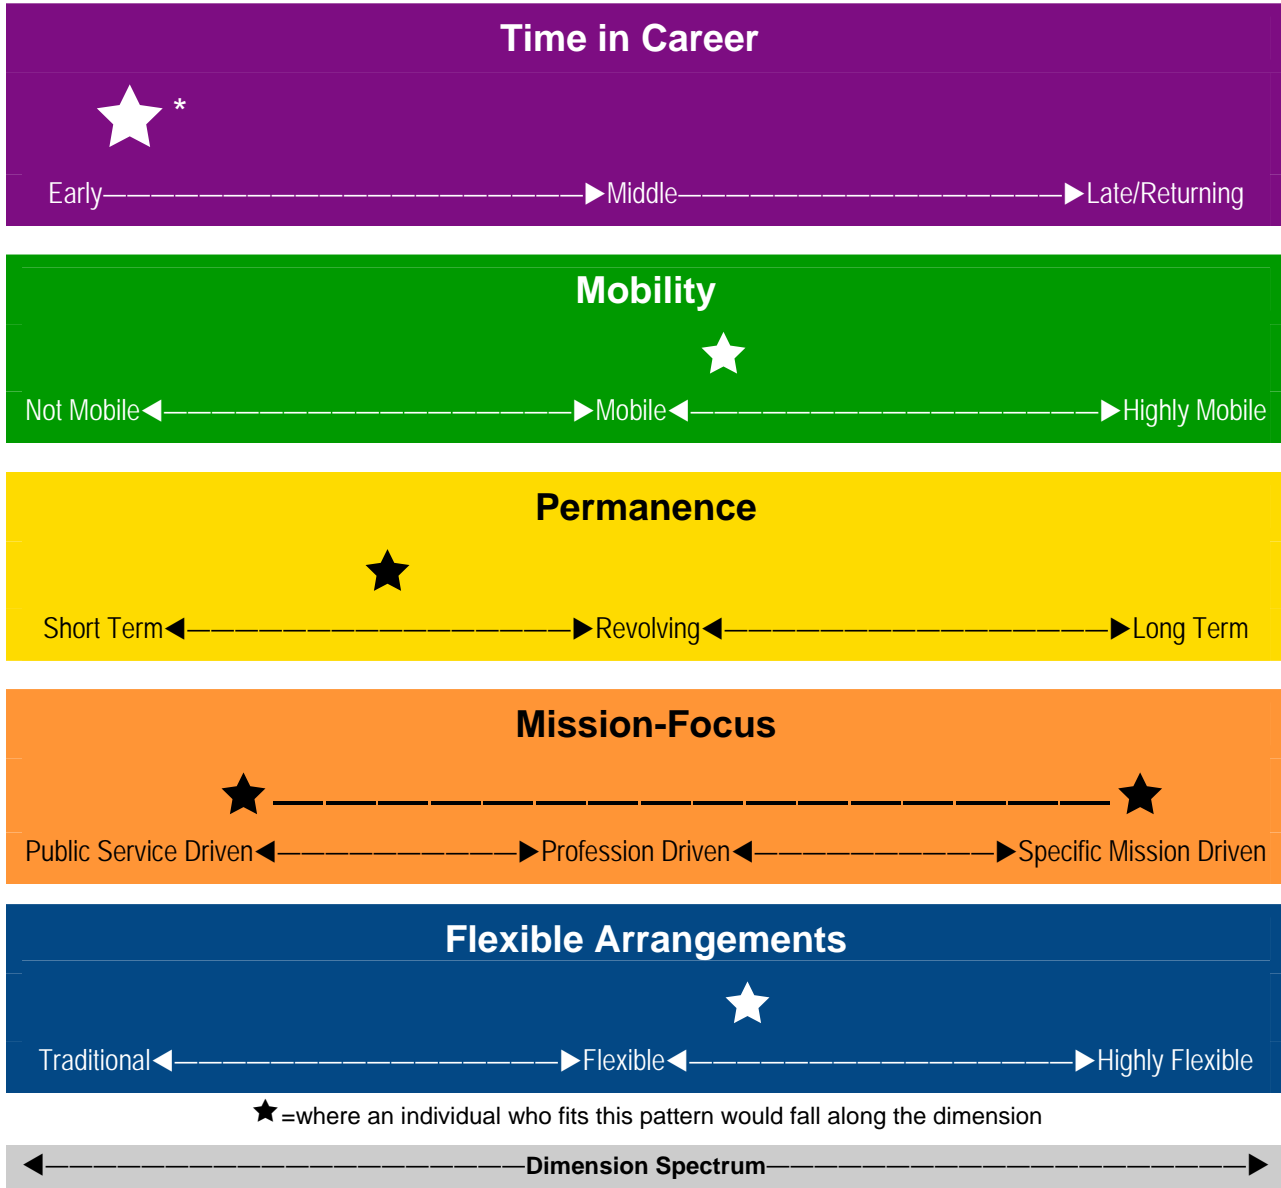 Time in Career
*
Early————————————————————▶Middle————————————————▶Late/Returning
Mobility
Not Mobile◀—————————————————▶Mobile◀—————————————————▶Highly Mobile
Permanence
Short Term◀————————————————▶Revolving◀————————————————▶Long Term
Mission-Focus
Public Service Driven◀——————————▶Profession Driven◀——————————▶Specific Mission Driven
Flexible Arrangements
Traditional◀————————————————▶Flexible◀————————————————▶Highly Flexible
★=where an individual who fits this pattern would fall along the dimension
◀————————————————————Dimension Spectrum————————————————————▶